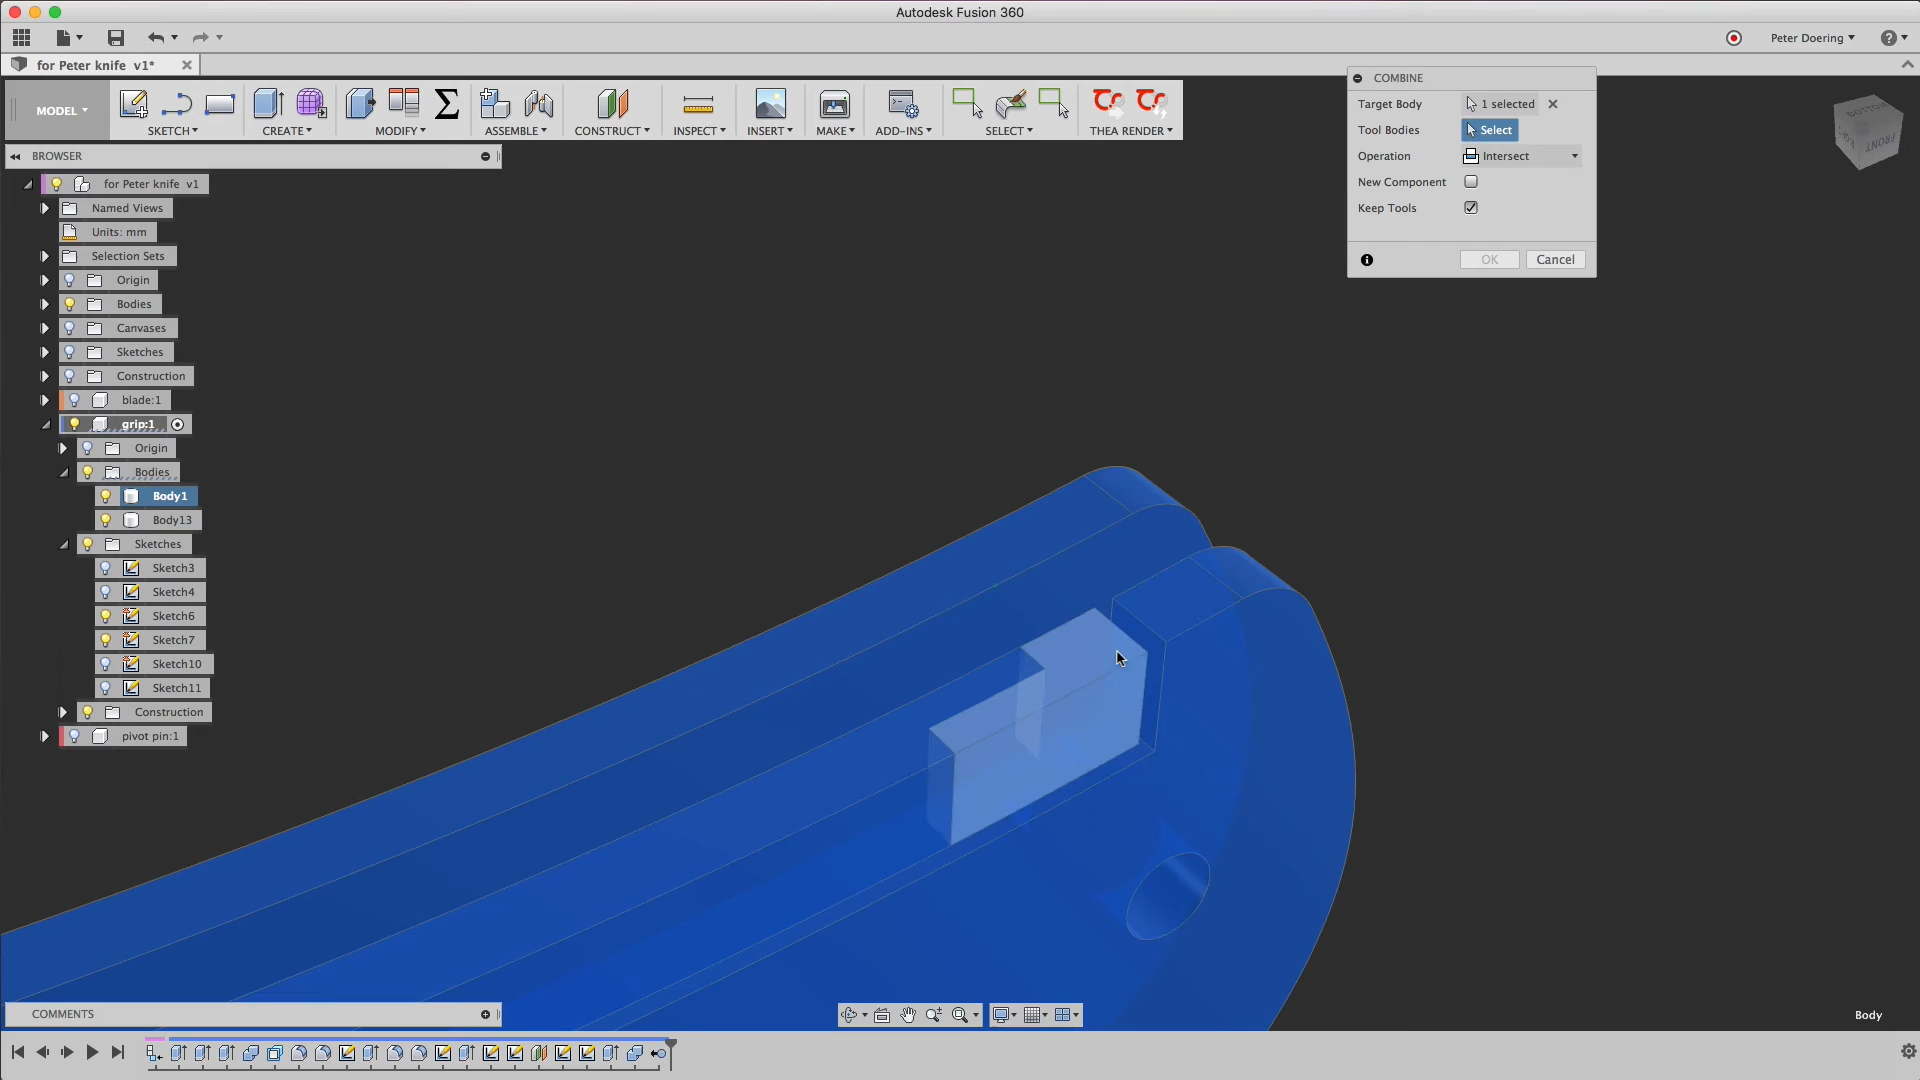 Autodesk Fusion 360
Peter Doering
for Peter knife v1*
MODEL
SKETCH
CREATE
MODIFY
ASSEMBLE
CONSTRUCT
INSPECT
INSERT
MAKE
ADD-INS
SELECT
THEA RENDER
COMBINE
Target Body
1 selected
Tool Bodies
Select
Operation
Intersect
New Component
Keep Tools
OK
Cancel
BOTTOM
FRONT
BROWSER
for Peter knife v1
Named Views
Units: mm
Selection Sets
Origin
Bodies
Canvases
Sketches
Construction
blade:1
grip:1
Origin
Bodies
Body1
Body13
Sketches
Sketch3
Sketch4
Sketch6
Sketch7
Sketch10
Sketch11
Construction
pivot pin:1
COMMENTS
Body